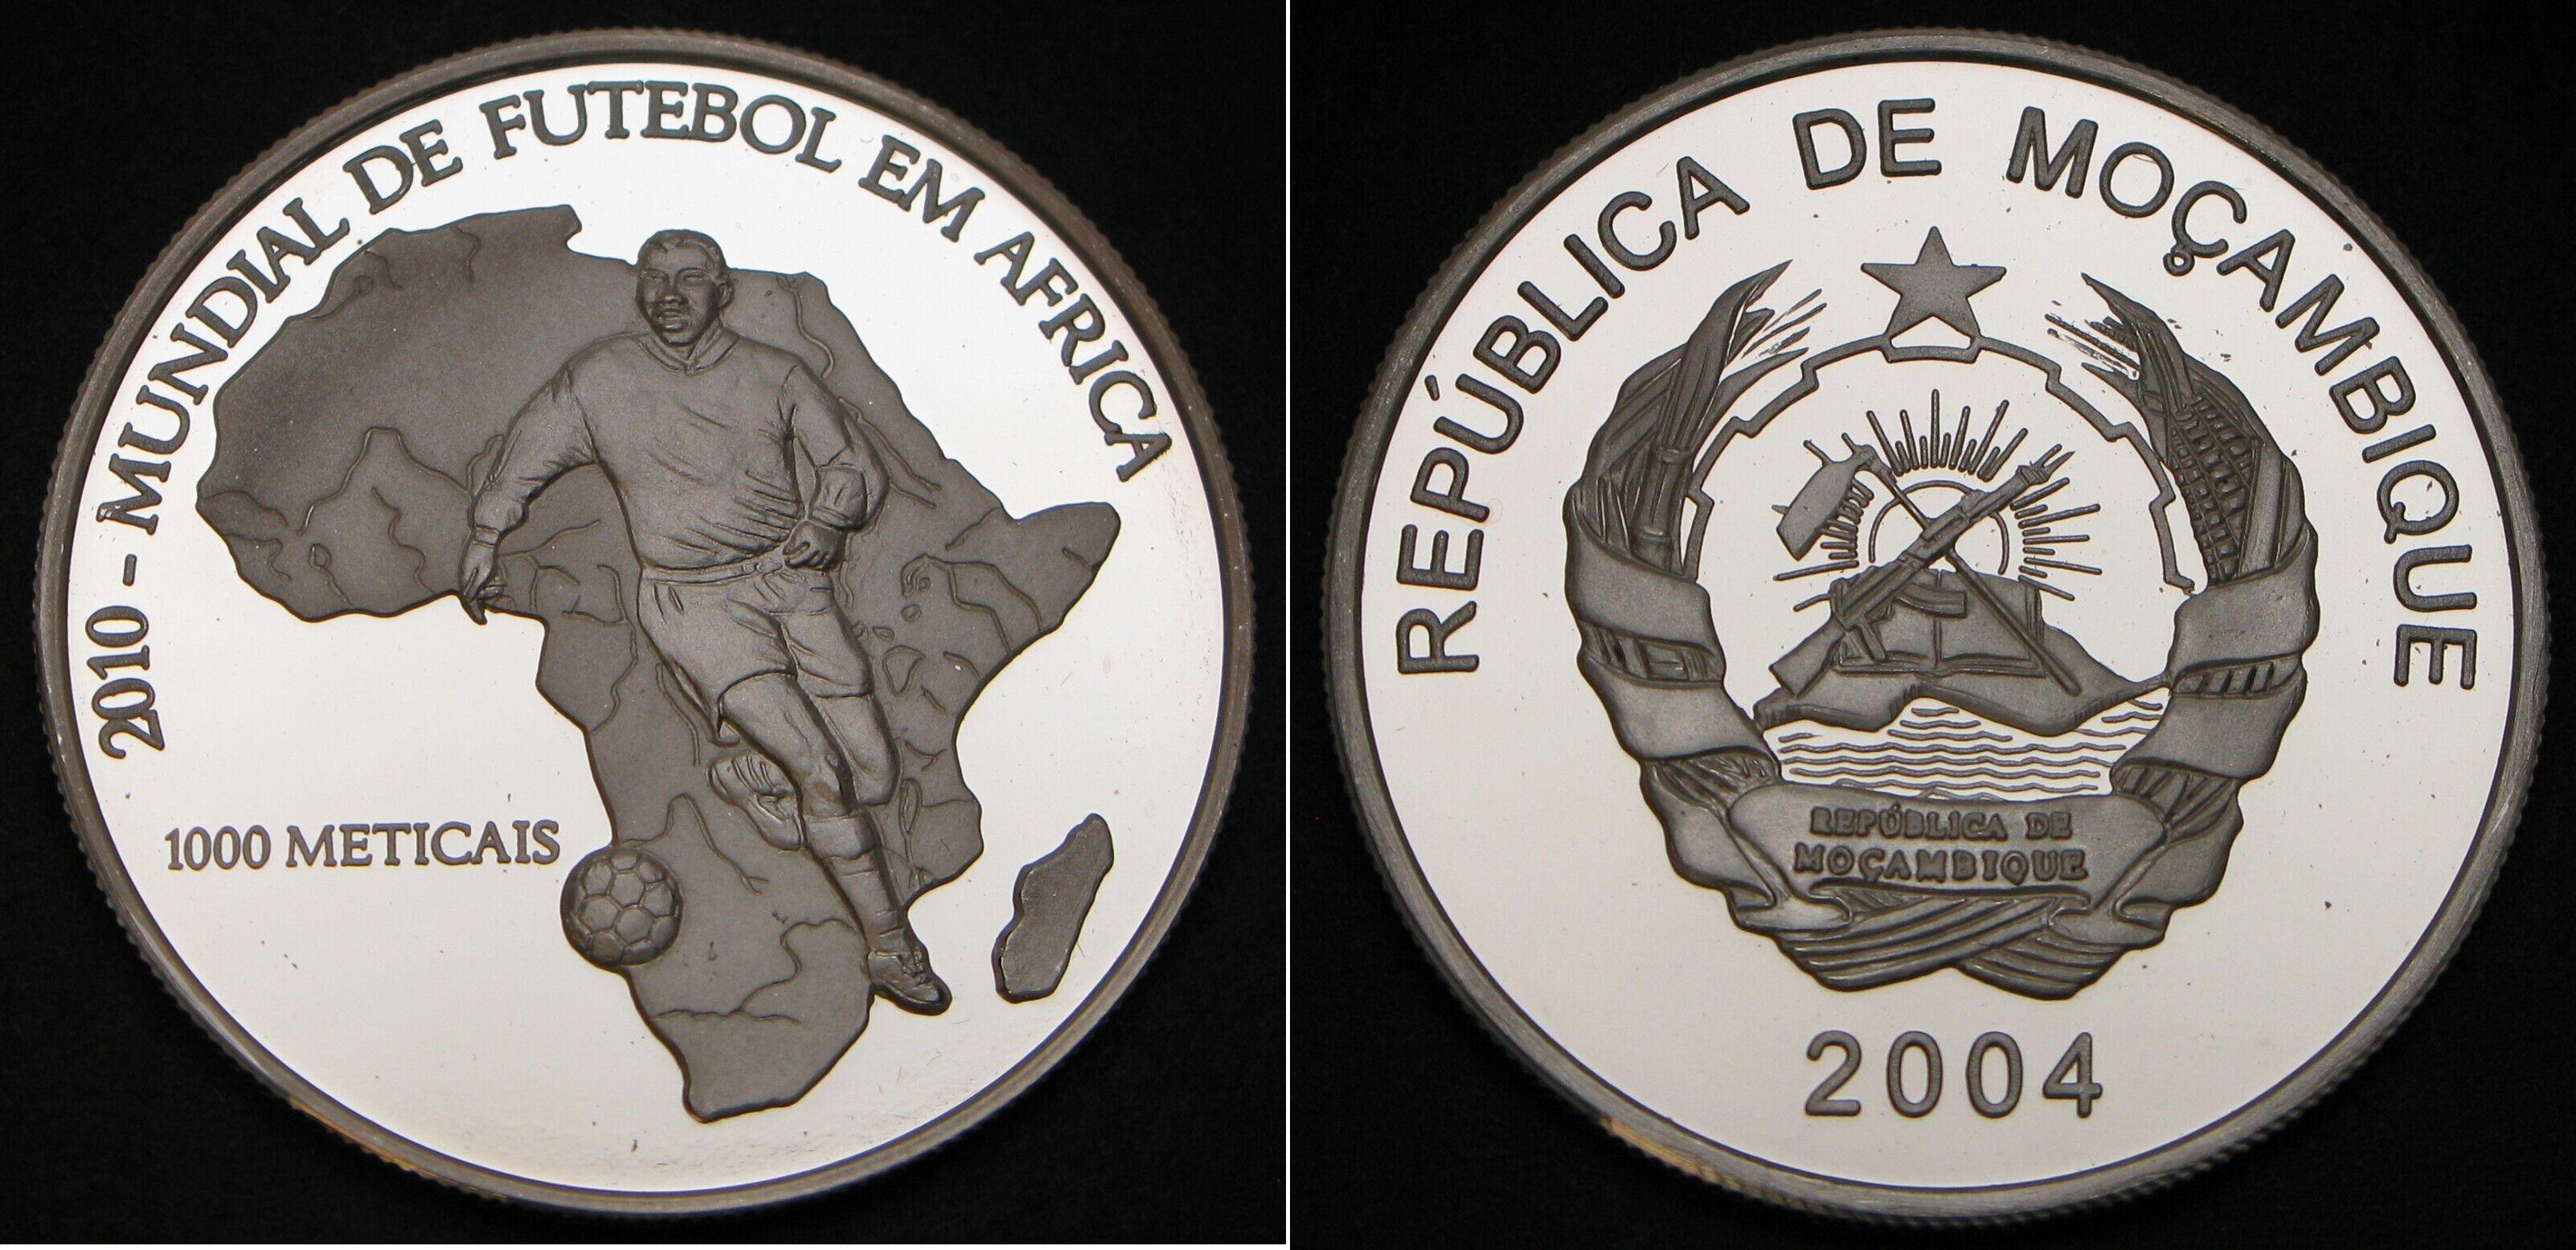 2010 - MUNDIAL DE FUTEBOL EM AFRICA
1000 METICAIS
REPÚBLICA DE MOÇAMBIQUE
REPÚBLICA DE
MOÇAMBIQUE
2004